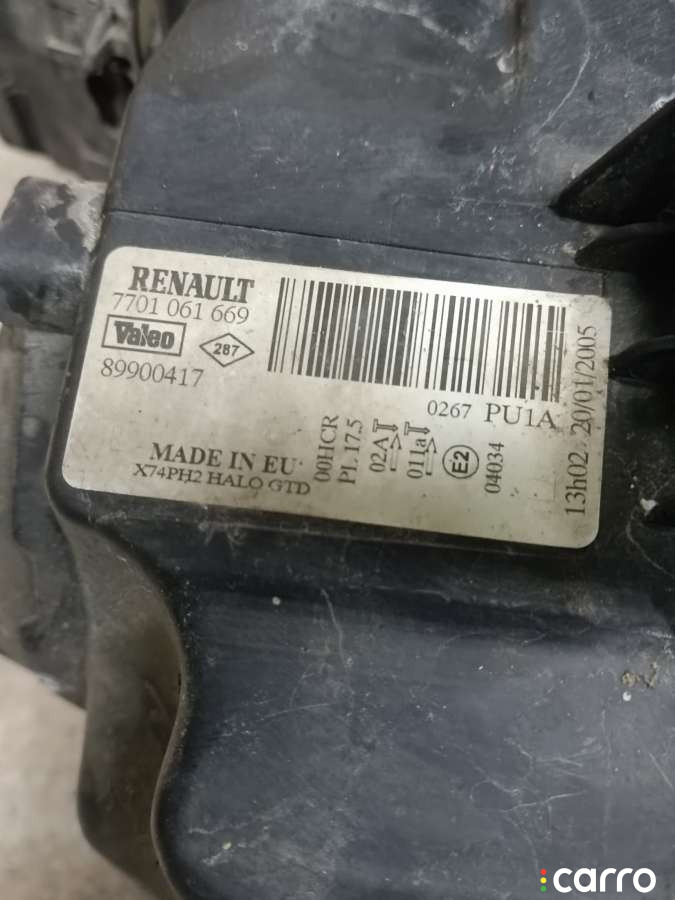 RENAULT
7701 061 669
Valeo
287
89900417
0267 PU1A
MADE IN EU
X74PH2 HALO GTD
00HCR
PL 17.5
02A
011a
E2
04034
13h02 20/01/2005
carro